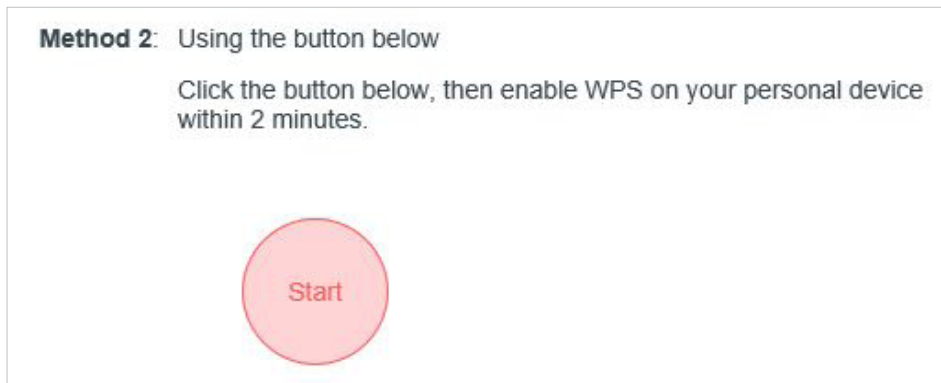 Method 2: Using the button below
Click the button below, then enable WPS on your personal device
within 2 minutes.
Start